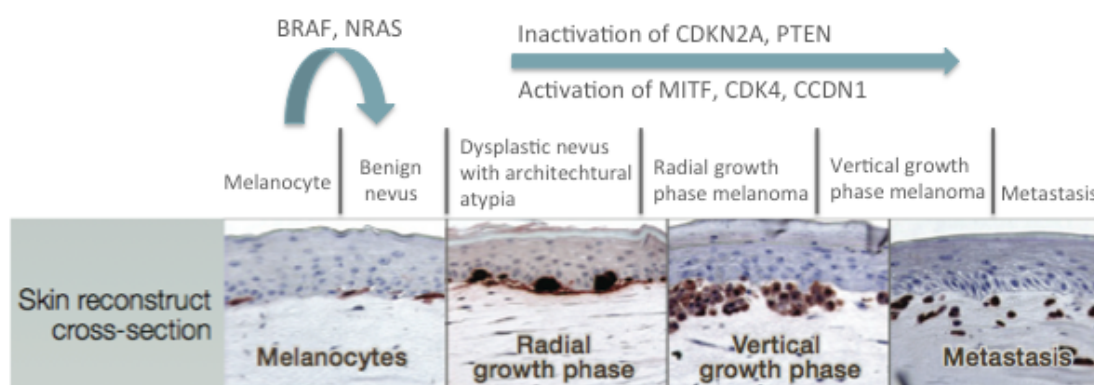 BRAF, NRAS
Inactivation of CDKN2A, PTEN
Activation of MITF, CDK4, CCDN1
Melanocyte
Benign
nevus
Dysplastic nevus
with architechtural
atypia
Radial growth
phase melanoma
Vertical growth
phase melanoma
Metastasis
Skin reconstruct
cross-section
Melanocytes
Radial
growth phase
Vertical
growth phase
Metastasis